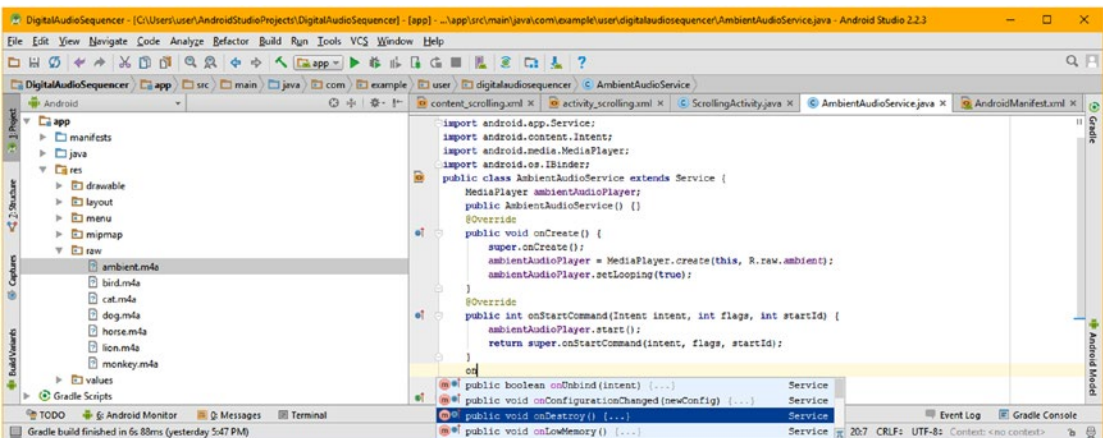 DigitalAudioSequencer - [C:\Users\user\AndroidStudioProjects\DigitalAudioSequencer] - [app] - ...\app\src\main\java\com\example\user\digitalaudiosequencer\AmbientAudioService.java - Android Studio 2.2.3
File Edit View Navigate Code Analyze Refactor Build Run Tools VCS Window Help
app
DigitalAudioSequencer app src main java com example user digitalaudiosequencer AmbientAudioService
Android
content_scrolling.xml × activity_scrolling.xml × ScrollingActivity.java × AmbientAudioService.java × AndroidManifest.xml ×
1: Project
2: Structure
Captures
Build Variants
app
manifests
java
res
drawable
layout
menu
mipmap
raw
ambient.m4a
bird.m4a
cat.m4a
dog.m4a
horse.m4a
lion.m4a
monkey.m4a
values
Gradle Scripts
import android.app.Service;
import android.content.Intent;
import android.media.MediaPlayer;
import android.os.IBinder;
public class AmbientAudioService extends Service {
MediaPlayer ambientAudioPlayer;
public AmbientAudioService() {}
@Override
public void onCreate() {
super.onCreate();
ambientAudioPlayer = MediaPlayer.create(this, R.raw.ambient);
ambientAudioPlayer.setLooping(true);
}
@Override
public int onStartCommand(Intent intent, int flags, int startId) {
ambientAudioPlayer.start();
return super.onStartCommand(intent, flags, startId);
}
on
public boolean onUnbind(intent) {...} Service
public void onConfigurationChanged(newConfig) {... Service
public void onDestroy() {...} Service
public void onLowMemory() {...} Service π
Gradle
Android Model
TODO 6: Android Monitor 0: Messages Terminal Event Log Gradle Console
Gradle build finished in 6s 88ms (yesterday 5:47 PM) 20:7 CRLF÷ UTF-8÷ Context: <no context>